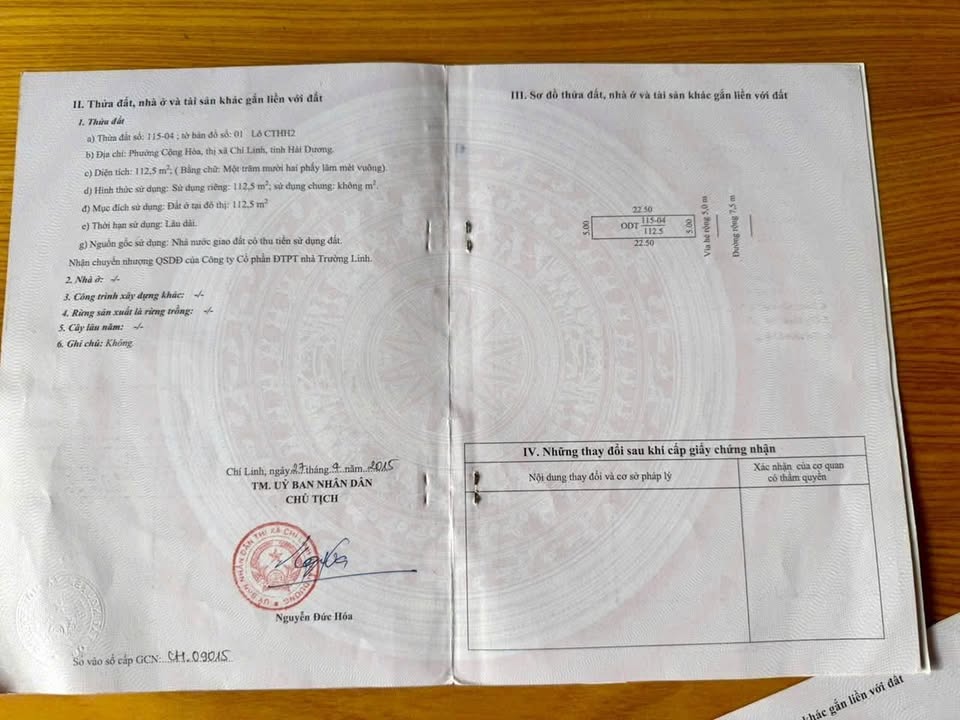 II. Thửa đất, nhà ở và tài sản khác gắn liền với đất
1. Thửa đất
a) Thửa đất số: 115-04 ; tờ bản đồ số: 01 Lô CTHH2
b) Địa chỉ: Phường Cộng Hòa, thị xã Chí Linh, tỉnh Hải Dương.
c) Diện tích: 112,5 m²; ( Bằng chữ: Một trăm mười hai phẩy lăm mét vuông).
d) Hình thức sử dụng: Sử dụng riêng: 112,5 m²; sử dụng chung: không m².
đ) Mục đích sử dụng: Đất ở tại đô thị: 112,5 m²
e) Thời hạn sử dụng: Lâu dài.
g) Nguồn gốc sử dụng: Nhà nước giao đất có thu tiền sử dụng đất.
Nhận chuyển nhượng QSDĐ của Công ty Cổ phần ĐTPT nhà Trường Linh.
2. Nhà ở: -/-
3. Công trình xây dựng khác: -/-
4. Rừng sản xuất là rừng trồng: -/-
5. Cây lâu năm: -/-
6. Ghi chú: Không.
Chí Linh, ngày 27 tháng 9 năm 2015
TM. UỶ BAN NHÂN DÂN
CHỦ TỊCH
Nguyễn Đức Hóa
Số vào sổ cấp GCN: CH.09015
III. Sơ đồ thửa đất, nhà ở và tài sản khác gắn liền với đất
22.50
5.00
ODT 115-04
112.5
5.00
22.50
Vỉa hè rộng 5,0 m
Đường rộng 7,5 m
IV. Những thay đổi sau khi cấp giấy chứng nhận
Nội dung thay đổi và cơ sở pháp lý
Xác nhận của cơ quan
có thẩm quyền
khác gắn liền với đất